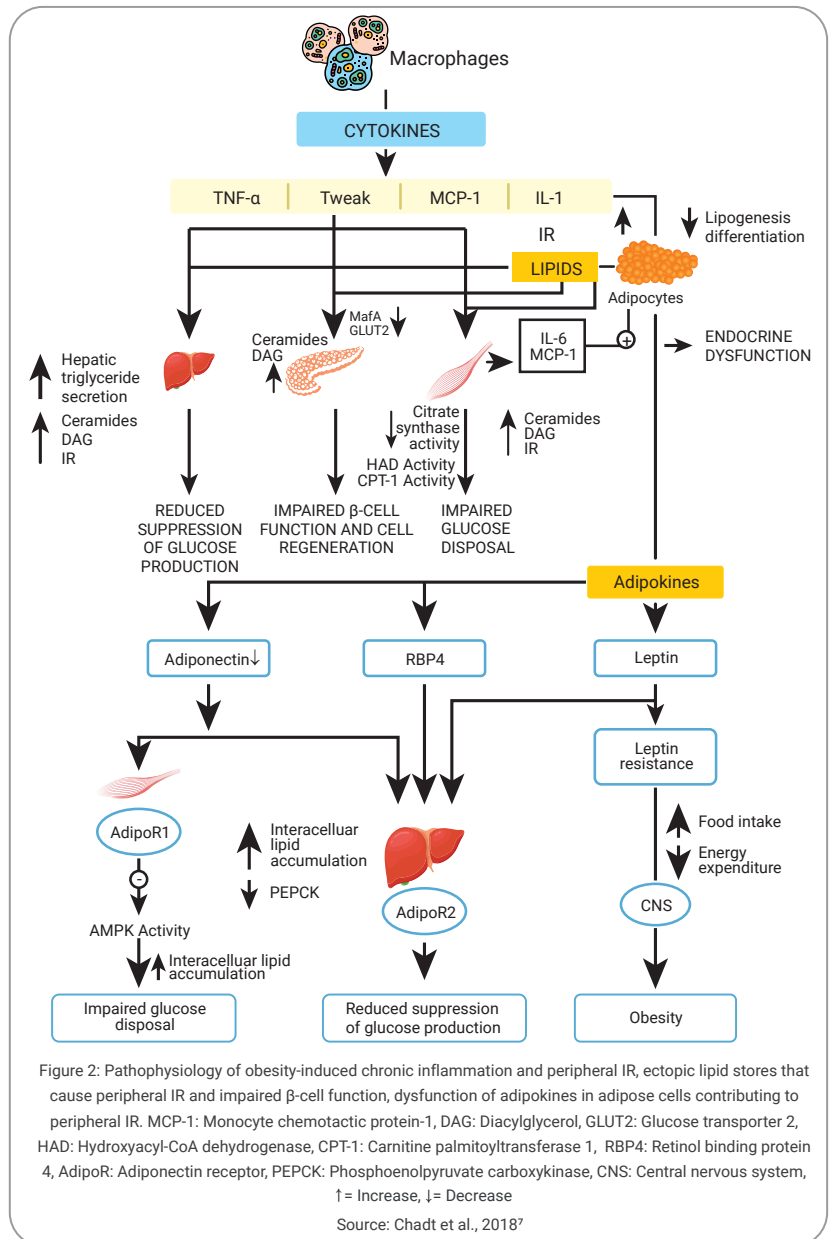 Macrophages
CYTOKINES
TNF-α
Tweak
MCP-1
IL-1
IR
LIPIDS
Lipogenesis
differentiation
Adipocytes
MafA
GLUT2
Ceramides
DAG
IL-6
MCP-1
+
ENDOCRINE
DYSFUNCTION
Hepatic
triglyceride
secretion
Ceramides
DAG
IR
Citrate
synthase
activity
HAD Activity
CPT-1 Activity
Ceramides
DAG
IR
REDUCED
SUPPRESSION
OF GLUCOSE
PRODUCTION
IMPAIRED β-CELL
FUNCTION AND CELL
REGENERATION
IMPAIRED
GLUCOSE
DISPOSAL
Adipokines
Adiponectin↓
RBP4
Leptin
Leptin
resistance
AdipoR1
-
AMPK Activity
Interacelluar lipid
accumulation
Interacelluar
lipid
accumulation
PEPCK
AdipoR2
Food intake
Energy
expenditure
CNS
Impaired glucose
disposal
Reduced suppression
of glucose production
Obesity
Figure 2: Pathophysiology of obesity-induced chronic inflammation and peripheral IR, ectopic lipid stores that
cause peripheral IR and impaired β-cell function, dysfunction of adipokines in adipose cells contributing to
peripheral IR. MCP-1: Monocyte chemotactic protein-1, DAG: Diacylglycerol, GLUT2: Glucose transporter 2,
HAD: Hydroxyacyl-CoA dehydrogenase, CPT-1: Carnitine palmitoyltransferase 1, RBP4: Retinol binding protein
4, AdipoR: Adiponectin receptor, PEPCK: Phosphoenolpyruvate carboxykinase, CNS: Central nervous system,
↑= Increase, ↓= Decrease
Source: Chadt et al., 2018⁷